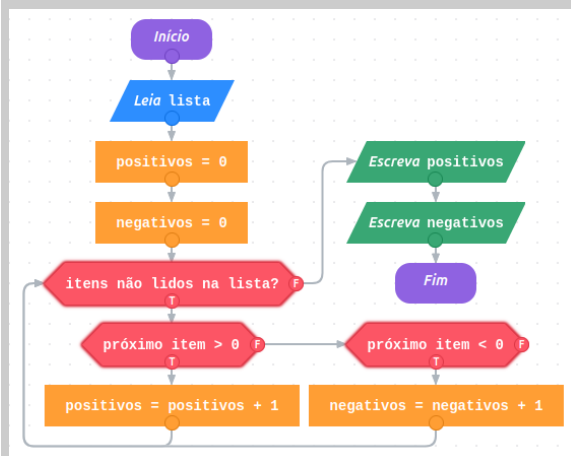 Início
Leia lista
positivos = 0
negativos = 0
itens não lidos na lista?
F
T
próximo item > 0
F
T
positivos = positivos + 1
Escreva positivos
Escreva negativos
Fim
próximo item < 0
F
T
negativos = negativos + 1